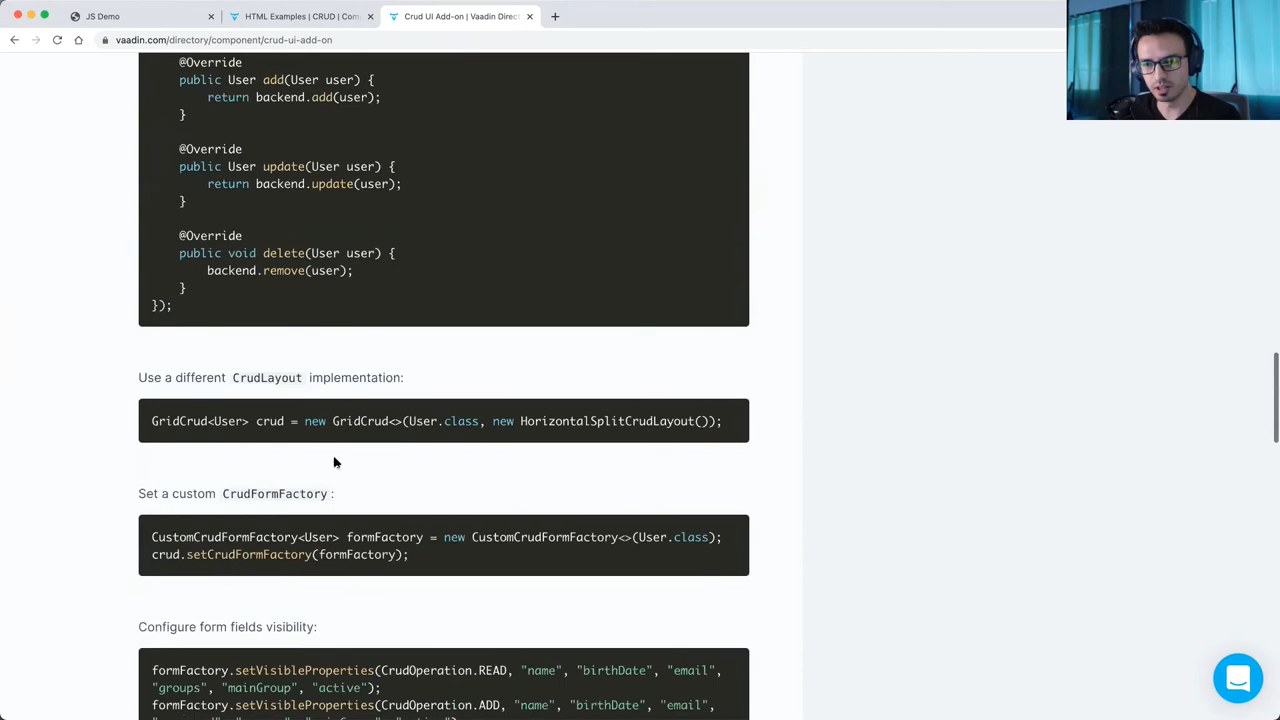 JS Demo
HTML Examples | CRUD | Com
Crud UI Add-on | Vaadin Direc
vaadin.com/directory/component/crud-ui-add-on
@Override
public User add(User user) {
return backend.add(user);
}
@Override
public User update(User user) {
return backend.update(user);
}
@Override
public void delete(User user) {
backend.remove(user);
}
});
Use a different CrudLayout implementation:
GridCrud<User> crud = new GridCrud<>(User.class, new HorizontalSplitCrudLayout());
Set a custom CrudFormFactory:
CustomCrudFormFactory<User> formFactory = new CustomCrudFormFactory<>(User.class);
crud.setCrudFormFactory(formFactory);
Configure form fields visibility:
formFactory.setVisibleProperties(CrudOperation.READ, "name", "birthDate", "email",
"groups", "mainGroup", "active");
formFactory.setVisibleProperties(CrudOperation.ADD, "name", "birthDate", "email",